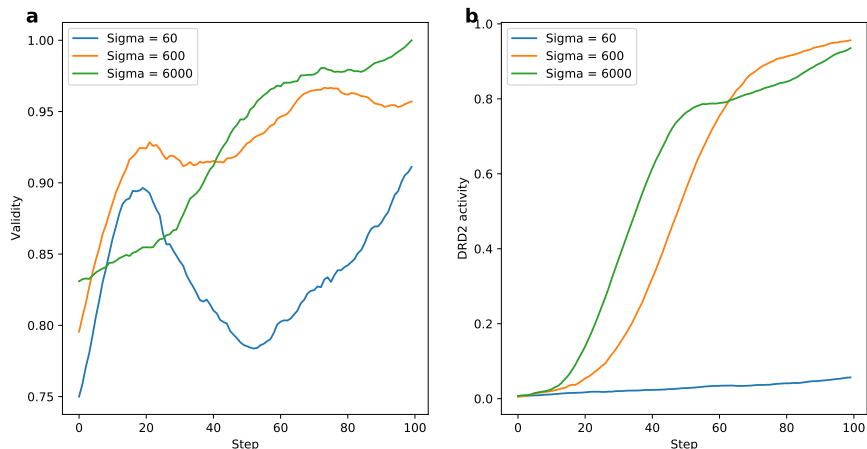 a
Sigma = 60
Sigma = 600
Sigma = 6000
1.00
0.95
0.90
0.85
0.80
0.75
Validity
0 20 40 60 80 100
Step
b
Sigma = 60
Sigma = 600
Sigma = 6000
1.0
0.8
0.6
0.4
0.2
0.0
DRD2 activity
0 20 40 60 80 100
Step